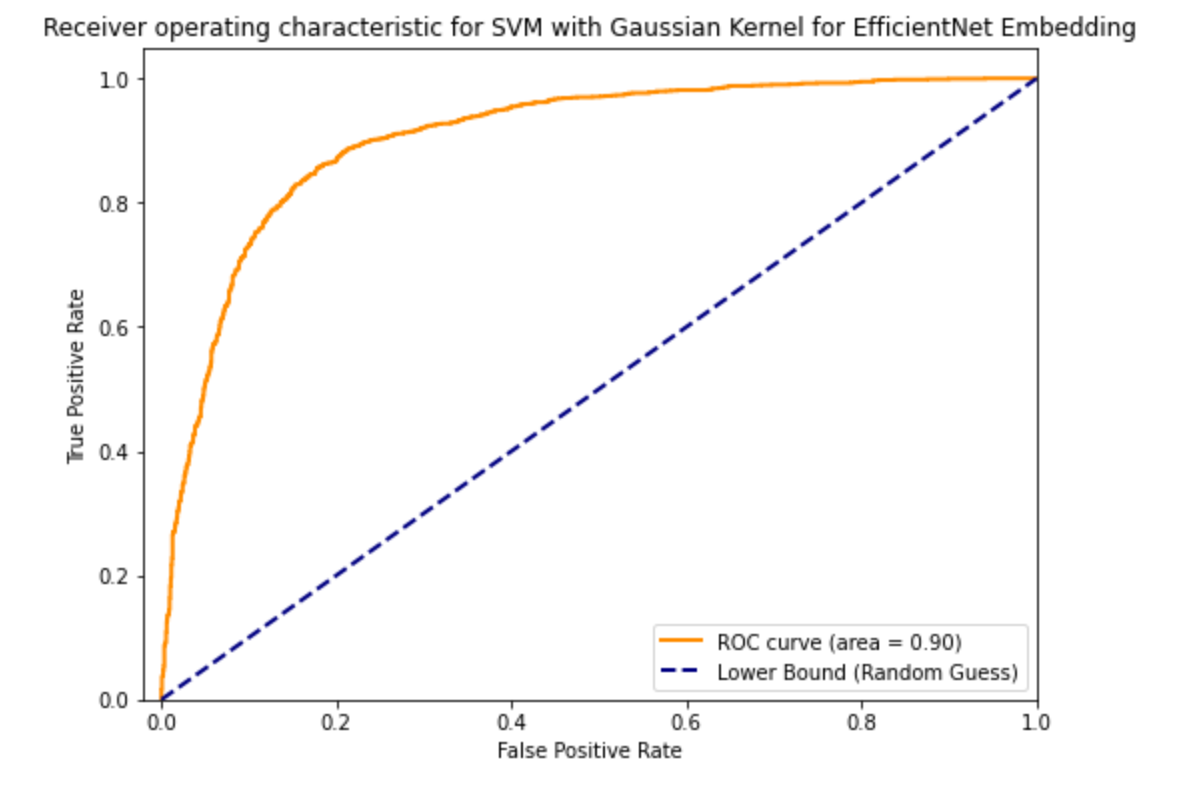 Receiver operating characteristic for SVM with Gaussian Kernel for EfficientNet Embedding
1.0
0.8
0.6
0.4
0.2
0.0
True Positive Rate
ROC curve (area = 0.90)
Lower Bound (Random Guess)
0.0 0.2 0.4 0.6 0.8 1.0
False Positive Rate